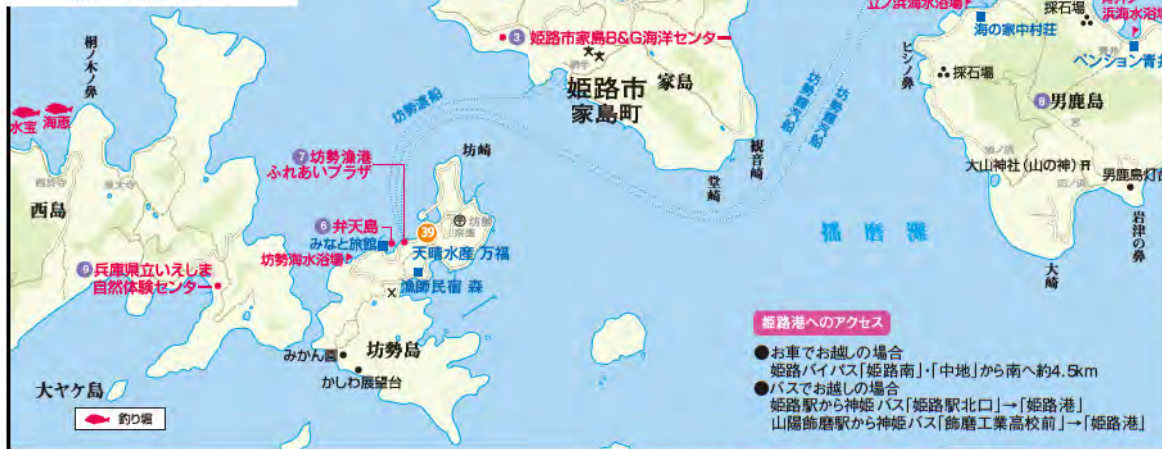 立ノ浜海水浴場
採石場
海の家中村荘
浜海水浴場
ペンション青井
ヒシノ鼻
採石場
8 男鹿島
大山神社(山の神)
男鹿島灯台
岩津の鼻
大崎
3 姫路市家島B&G海洋センター
姫路市
家島町
家島
坊勢渡船
坊勢輝汽船
坊勢輝汽船
観音崎
堂崎
播磨灘
桐ノ木ノ鼻
水宝
海恵
西島
7 坊勢漁港
ふれあいプラザ
坊崎
6 弁天島
みなと旅館
39
天晴水産 万福
坊勢海水浴場
漁師民宿 森
9 兵庫県立いえしま
自然体験センター
みかん園
坊勢島
かしわ展望台
大ヤケ島
釣り堀
姫路港へのアクセス
●お車でお越しの場合
姫路バイパス「姫路南」・「中地」から南へ約4.5km
●バスでお越しの場合
姫路駅から神姫バス「姫路駅北口」→「姫路港」
山陽飾磨駅から神姫バス「飾磨工業高校前」→「姫路港」